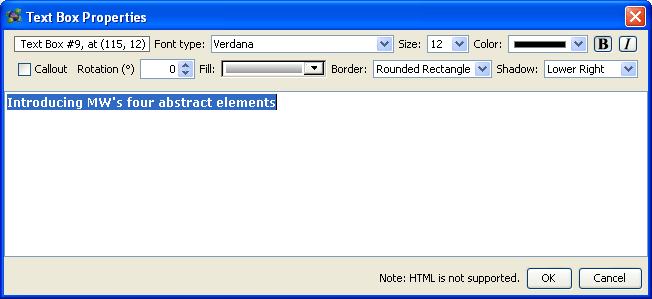 Text Box Properties
Text Box #9, at (115, 12) Font type: Verdana Size: 12 Color: B I
Callout Rotation (°) 0 Fill: Border: Rounded Rectangle Shadow: Lower Right
Introducing MW's four abstract elements
Note: HTML is not supported. OK Cancel